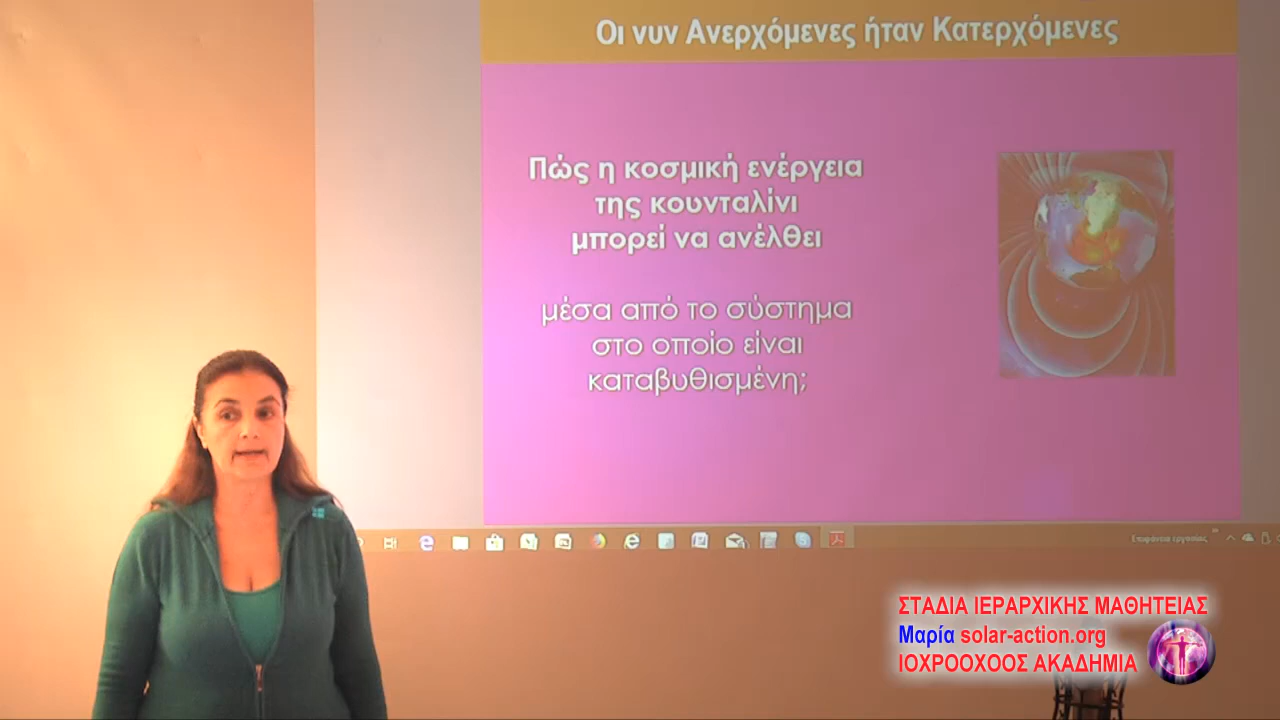 Οι νυν Ανερχόμενες ήταν Κατερχόμενες
Πώς η κοσμική ενέργεια
της κουνταλίνι
μπορεί να ανέλθει
μέσα από το σύστημα
στο οποίο είναι
καταβυθισμένη;
Επιφάνεια εργασίας
ΣΤΑΔΙΑ ΙΕΡΑΡΧΙΚΗΣ ΜΑΘΗΤΕΙΑΣ
Μαρία solar-action.org
ΙΟΧΡΟΟΧΟΟΣ ΑΚΑΔΗΜΙΑ